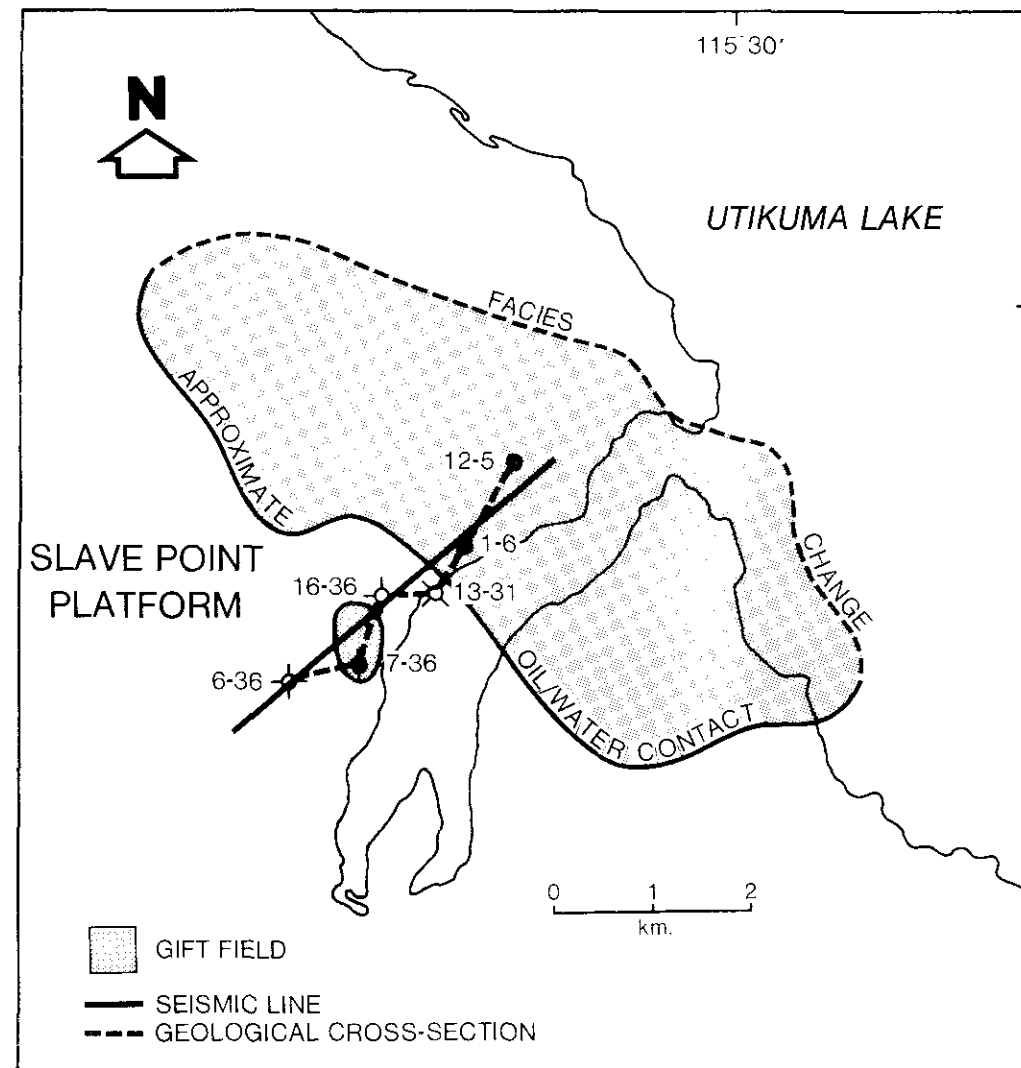 115°30'
N
UTIKUMA LAKE
FACIES
APPROXIMATE
12-5
CHANGE
1-6
SLAVE POINT
PLATFORM
16-36
13-31
7-36
6-36
OIL/WATER CONTACT
0 1 2
km.
GIFT FIELD
SEISMIC LINE
GEOLOGICAL CROSS-SECTION